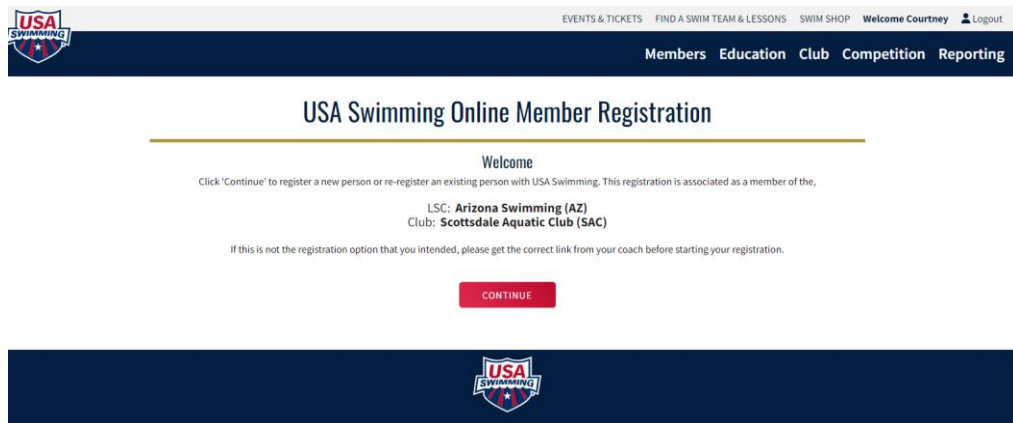 USA
SWIMMING
EVENTS & TICKETS FIND A SWIM TEAM & LESSONS SWIM SHOP Welcome Courtney Logout
Members Education Club Competition Reporting
USA Swimming Online Member Registration
Welcome
Click 'Continue' to register a new person or re-register an existing person with USA Swimming. This registration is associated as a member of the,
LSC: Arizona Swimming (AZ)
Club: Scottsdale Aquatic Club (SAC)
If this is not the registration option that you intended, please get the correct link from your coach before starting your registration.
CONTINUE
USA
SWIMMING